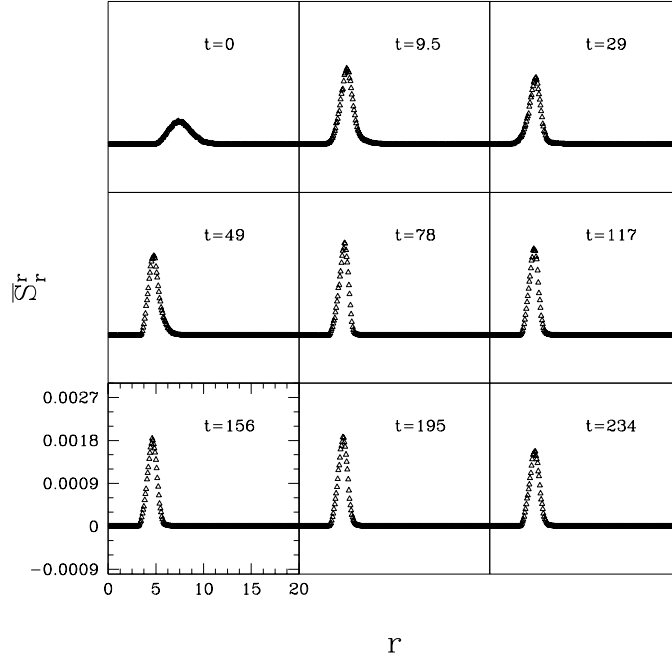 t=0 t=9.5 t=29
t=49 t=78 t=117
S̅ʳᵣ
t=156 t=195 t=234
0.0027
0.0018
0.0009
0
−0.0009
0 5 10 15 20
r